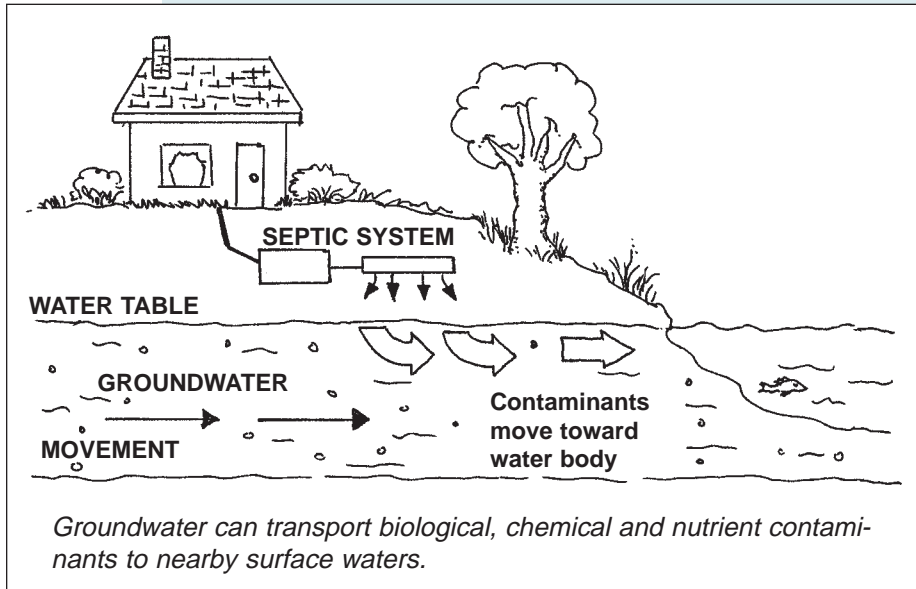 SEPTIC SYSTEM
WATER TABLE
GROUNDWATER
MOVEMENT
Contaminants
move toward
water body
Groundwater can transport biological, chemical and nutrient contami-
nants to nearby surface waters.